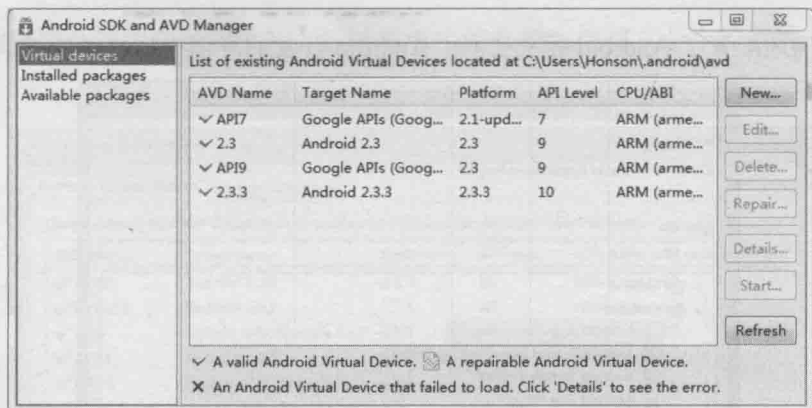 Android SDK and AVD Manager
Virtual devices
Installed packages
Available packages
List of existing Android Virtual Devices located at C:\Users\Honson\.android\avd
AVD Name Target Name Platform API Level CPU/ABI
API7 Google APIs (Goog... 2.1-upd... 7 ARM (arme...
2.3 Android 2.3 2.3 9 ARM (arme...
API9 Google APIs (Goog... 2.3 9 ARM (arme...
2.3.3 Android 2.3.3 2.3.3 10 ARM (arme...
New...
Edit...
Delete...
Repair...
Details...
Start...
Refresh
A valid Android Virtual Device. A repairable Android Virtual Device.
An Android Virtual Device that failed to load. Click 'Details' to see the error.